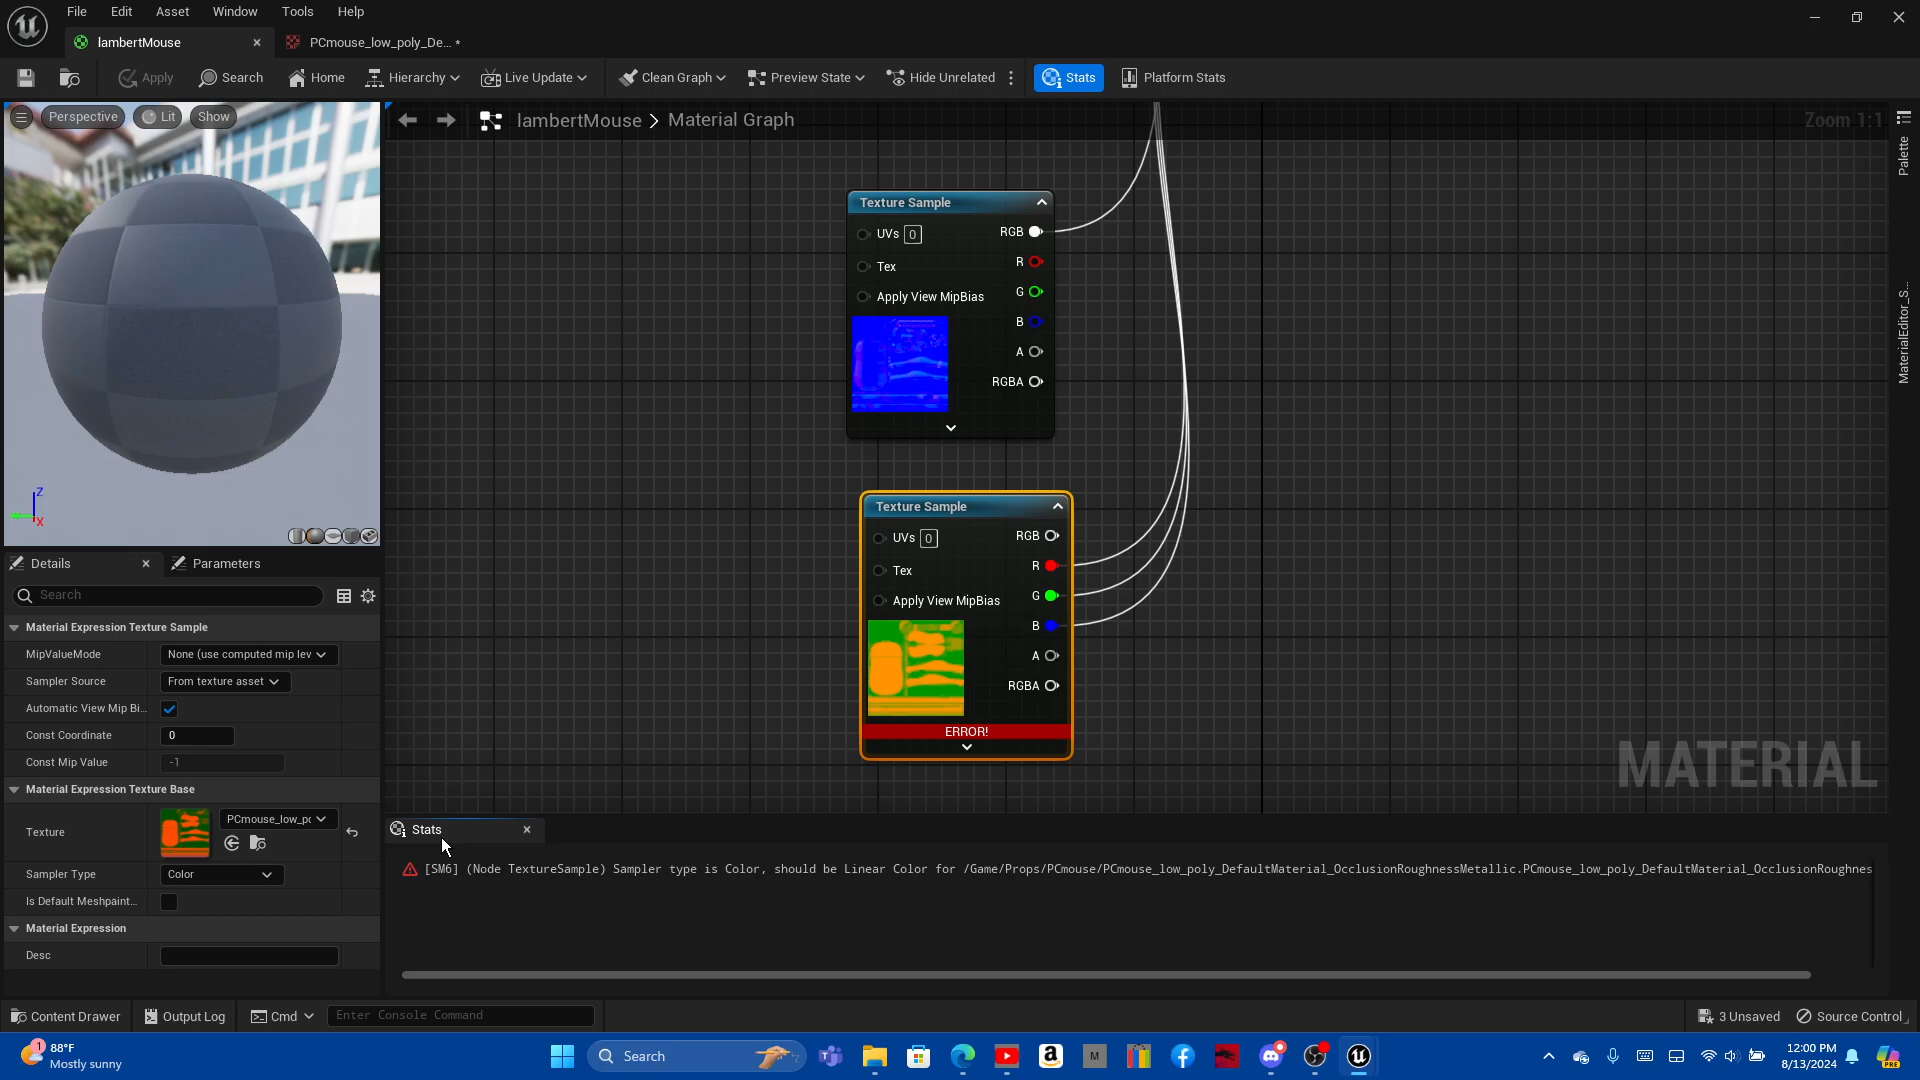 File Edit Asset Window Tools Help
lambertMouse PCmouse_low_poly_De... *
Apply Search Home Hierarchy Live Update Clean Graph Preview State Hide Unrelated Stats Platform Stats
Perspective Lit Show
lambertMouse > Material Graph Zoom 1:1
Palette
MaterialEditor_S...
Texture Sample
UVs 0 RGB
R
Tex
G
Apply View MipBias
B
A
RGBA
Z
X
Texture Sample
UVs 0 RGB
R
Tex
G
Apply View MipBias
B
A
RGBA
ERROR!
MATERIAL
Details Parameters
Search
Material Expression Texture Sample
MipValueMode None (use computed mip lev
Sampler Source From texture asset
Automatic View Mip Bi...
Const Coordinate 0
Const Mip Value -1
Material Expression Texture Base
Texture PCmouse_low_pc
Sampler Type Color
Is Default Meshpaint...
Material Expression
Desc
Stats
[SM6] (Node TextureSample) Sampler type is Color, should be Linear Color for /Game/Props/PCmouse/PCmouse_low_poly_DefaultMaterial_OcclusionRoughnessMetallic.PCmouse_low_poly_DefaultMaterial_OcclusionRoughnes
Content Drawer Output Log Cmd Enter Console Command 3 Unsaved Source Control
1 88°F
Mostly sunny
Search
M
12:00 PM
8/13/2024
PRE